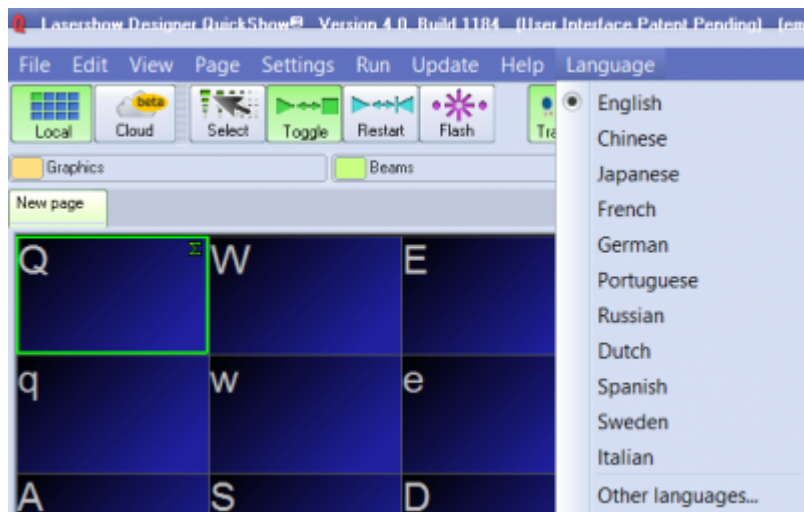 Lasershow Designer QuickShow® Version 4.0, Build 1184 (User Interface Patent Pending)
File Edit View Page Settings Run Update Help Language
Local Cloud beta Select Toggle Restart Flash
Graphics Beams
New page
Q Σ W E
q w e
A S D
English
Chinese
Japanese
French
German
Portuguese
Russian
Dutch
Spanish
Sweden
Italian
Other languages...